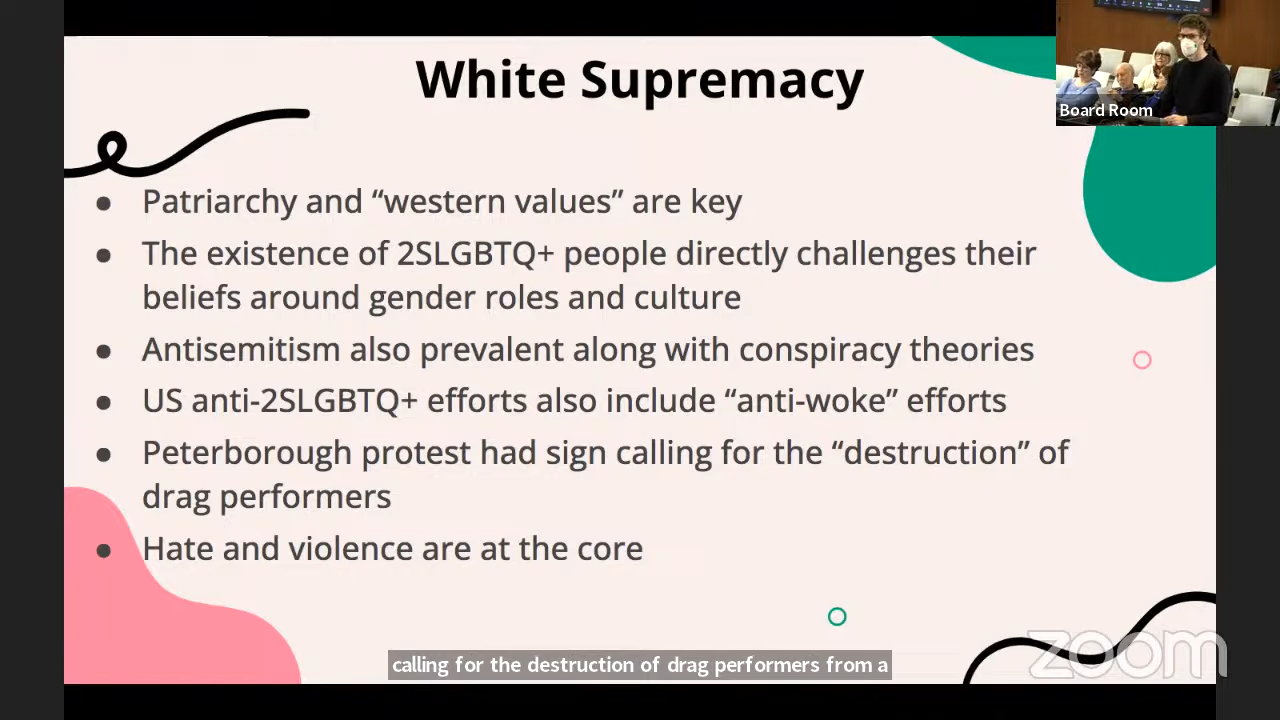 White Supremacy
Board Room
● Patriarchy and “western values” are key
● The existence of 2SLGBTQ+ people directly challenges their
beliefs around gender roles and culture
● Antisemitism also prevalent along with conspiracy theories
● US anti-2SLGBTQ+ efforts also include “anti-woke” efforts
● Peterborough protest had sign calling for the “destruction” of
drag performers
● Hate and violence are at the core
calling for the destruction of drag performers from a
zoom